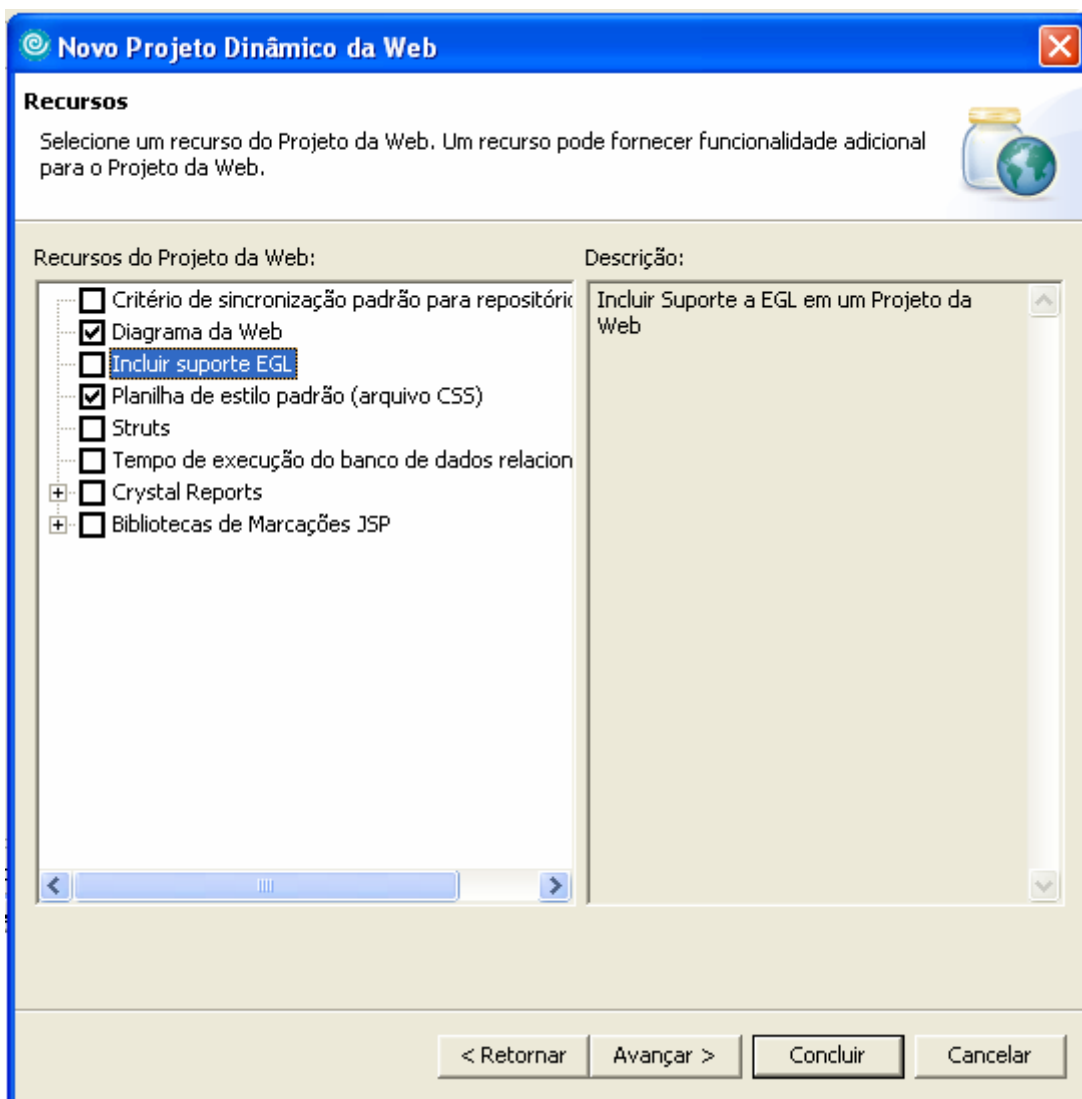 Novo Projeto Dinâmico da Web
Recursos
Selecione um recurso do Projeto da Web. Um recurso pode fornecer funcionalidade adicional
para o Projeto da Web.
Recursos do Projeto da Web:
Critério de sincronização padrão para repositóric
Diagrama da Web
Incluir suporte EGL
Planilha de estilo padrão (arquivo CSS)
Struts
Tempo de execução do banco de dados relacion
Crystal Reports
Bibliotecas de Marcações JSP
Descrição:
Incluir Suporte a EGL em um Projeto da
Web
< Retornar
Avançar >
Concluir
Cancelar